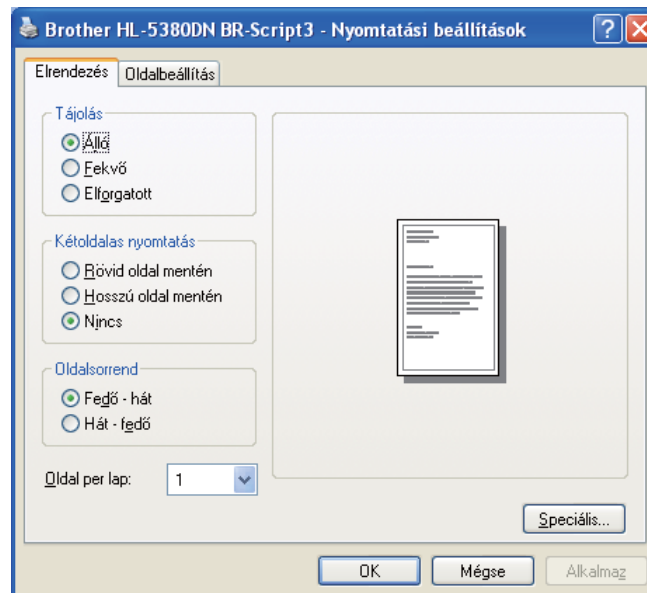 Brother HL-5380DN BR-Script3 - Nyomtatási beállítások
Elrendezés
Oldalbeállítás
Tájolás
Álló
Fekvő
Elforgatott
Kétoldalas nyomtatás
Rövid oldal mentén
Hosszú oldal mentén
Nincs
Oldalsorrend
Fedő - hát
Hát - fedő
Oldal per lap:
1
Speciális...
OK
Mégse
Alkalmaz